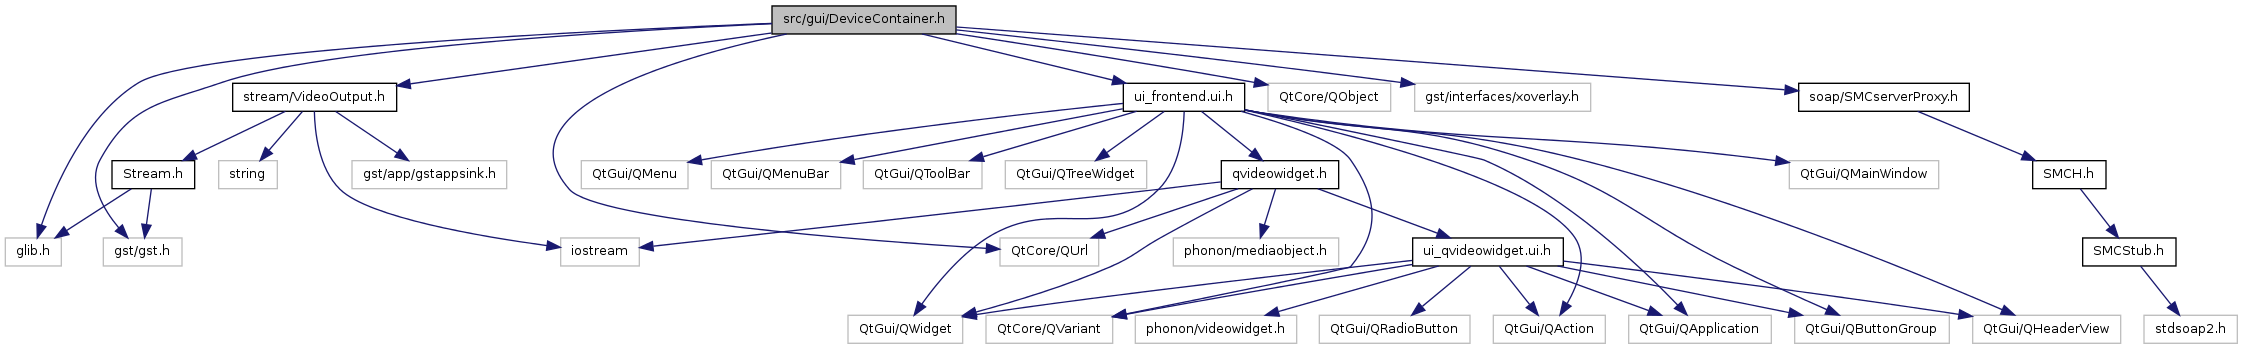 src/gui/DeviceContainer.h
stream/VideoOutput.h
ui_frontend.ui.h
QtCore/QObject
gst/interfaces/xoverlay.h
soap/SMCserverProxy.h
Stream.h
string
gst/app/gstappsink.h
QtGui/QMenu
QtGui/QMenuBar
QtGui/QToolBar
QtGui/QTreeWidget
qvideowidget.h
QtGui/QMainWindow
SMCH.h
glib.h
gst/gst.h
iostream
QtCore/QUrl
phonon/mediaobject.h
ui_qvideowidget.ui.h
SMCStub.h
QtGui/QWidget
QtCore/QVariant
phonon/videowidget.h
QtGui/QRadioButton
QtGui/QAction
QtGui/QApplication
QtGui/QButtonGroup
QtGui/QHeaderView
stdsoap2.h